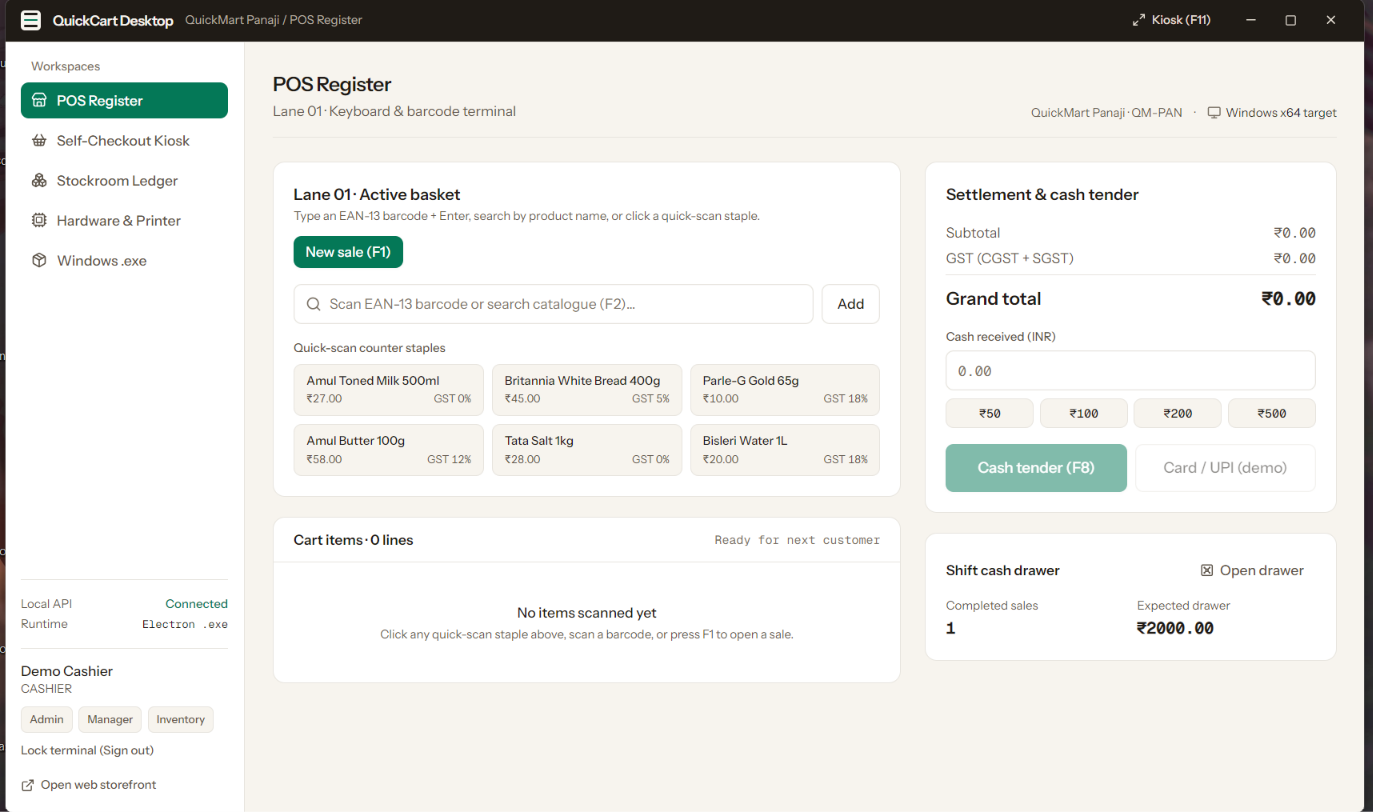 QuickCart Desktop QuickMart Panaji / POS Register Kiosk (F11)
Workspaces
POS Register
Self-Checkout Kiosk
Stockroom Ledger
Hardware & Printer
Windows .exe
Local API Connected
Runtime Electron .exe
Demo Cashier
CASHIER
Admin Manager Inventory
Lock terminal (Sign out)
Open web storefront
POS Register
Lane 01 · Keyboard & barcode terminal
QuickMart Panaji · QM-PAN · Windows x64 target
Lane 01 · Active basket
Type an EAN-13 barcode + Enter, search by product name, or click a quick-scan staple.
New sale (F1)
Scan EAN-13 barcode or search catalogue (F2)... Add
Quick-scan counter staples
Amul Toned Milk 500ml
₹27.00 GST 0%
Britannia White Bread 400g
₹45.00 GST 5%
Parle-G Gold 65g
₹10.00 GST 18%
Amul Butter 100g
₹58.00 GST 12%
Tata Salt 1kg
₹28.00 GST 0%
Bisleri Water 1L
₹20.00 GST 18%
Cart items · 0 lines Ready for next customer
No items scanned yet
Click any quick-scan staple above, scan a barcode, or press F1 to open a sale.
Settlement & cash tender
Subtotal ₹0.00
GST (CGST + SGST) ₹0.00
Grand total ₹0.00
Cash received (INR)
0.00
₹50 ₹100 ₹200 ₹500
Cash tender (F8) Card / UPI (demo)
Shift cash drawer Open drawer
Completed sales Expected drawer
1 ₹2000.00